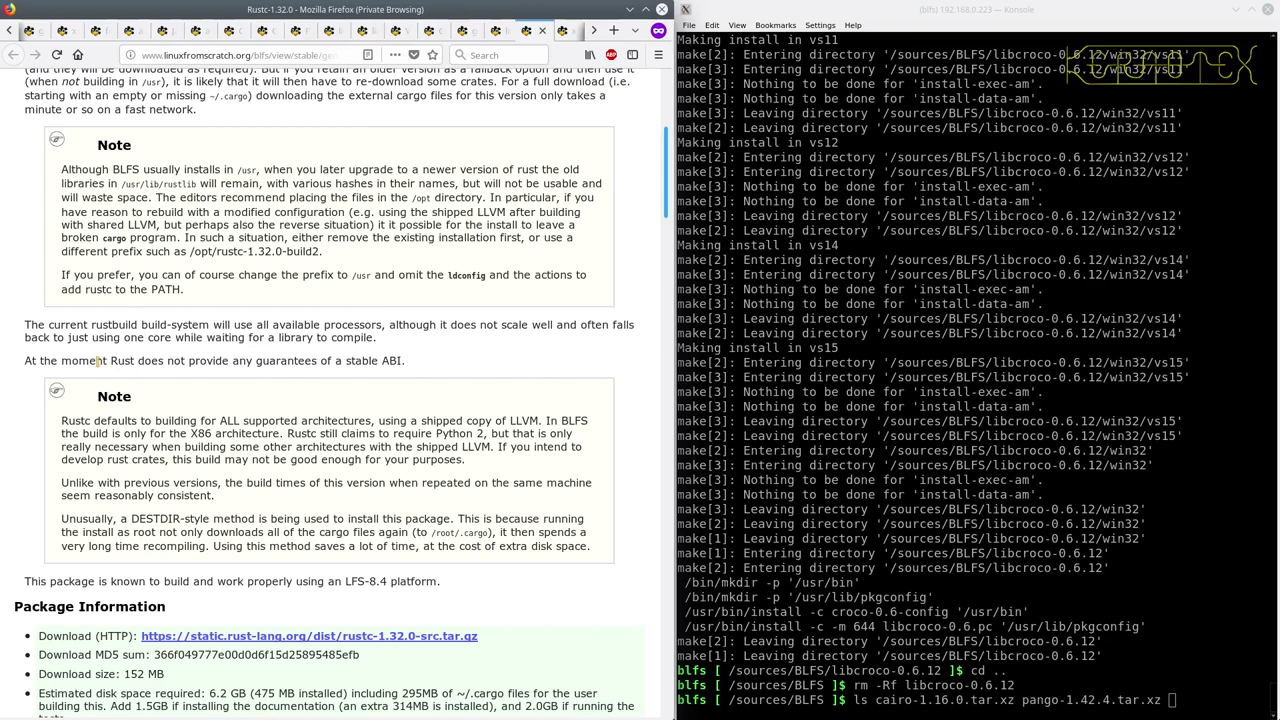 Rustc-1.32.0 - Mozilla Firefox (Private Browsing)
www.linuxfromscratch.org/blfs/view/stable/ge
Search
(and they will be downloaded as required). But if you retain an older version as a fallback option and then use it
(when not building in /usr), it is likely that it will then have to re-download some crates. For a full download (i.e.
starting with an empty or missing ~/.cargo) downloading the external cargo files for this version only takes a
minute or so on a fast network.
Note
Although BLFS usually installs in /usr, when you later upgrade to a newer version of rust the old
libraries in /usr/lib/rustlib will remain, with various hashes in their names, but will not be usable and
will waste space. The editors recommend placing the files in the /opt directory. In particular, if you
have reason to rebuild with a modified configuration (e.g. using the shipped LLVM after building
with shared LLVM, but perhaps also the reverse situation) it it possible for the install to leave a
broken cargo program. In such a situation, either remove the existing installation first, or use a
different prefix such as /opt/rustc-1.32.0-build2.
If you prefer, you can of course change the prefix to /usr and omit the ldconfig and the actions to
add rustc to the PATH.
The current rustbuild build-system will use all available processors, although it does not scale well and often falls
back to just using one core while waiting for a library to compile.
At the moment Rust does not provide any guarantees of a stable ABI.
Note
Rustc defaults to building for ALL supported architectures, using a shipped copy of LLVM. In BLFS
the build is only for the X86 architecture. Rustc still claims to require Python 2, but that is only
really necessary when building some other architectures with the shipped LLVM. If you intend to
develop rust crates, this build may not be good enough for your purposes.
Unlike with previous versions, the build times of this version when repeated on the same machine
seem reasonably consistent.
Unusually, a DESTDIR-style method is being used to install this package. This is because running
the install as root not only downloads all of the cargo files again (to /root/.cargo), it then spends a
very long time recompiling. Using this method saves a lot of time, at the cost of extra disk space.
This package is known to build and work properly using an LFS-8.4 platform.
Package Information
Download (HTTP): https://static.rust-lang.org/dist/rustc-1.32.0-src.tar.gz
Download MD5 sum: 366f049777e00d0d6f15d25895485efb
Download size: 152 MB
Estimated disk space required: 6.2 GB (475 MB installed) including 295MB of ~/.cargo files for the user
building this. Add 1.5GB if installing the documentation (an extra 314MB is installed), and 2.0GB if running the
(blfs) 192.168.0.223 — Konsole
File Edit View Bookmarks Settings Help
Making install in vs11
make[2]: Entering directory '/sources/BLFS/libcroco-0.6.12/win32/vs11'
make[3]: Entering directory '/sources/BLFS/libcroco-0.6.12/win32/vs11'
make[3]: Nothing to be done for 'install-exec-am'.
make[3]: Nothing to be done for 'install-data-am'.
make[3]: Leaving directory '/sources/BLFS/libcroco-0.6.12/win32/vs11'
make[2]: Leaving directory '/sources/BLFS/libcroco-0.6.12/win32/vs11'
Making install in vs12
make[2]: Entering directory '/sources/BLFS/libcroco-0.6.12/win32/vs12'
make[3]: Entering directory '/sources/BLFS/libcroco-0.6.12/win32/vs12'
make[3]: Nothing to be done for 'install-exec-am'.
make[3]: Nothing to be done for 'install-data-am'.
make[3]: Leaving directory '/sources/BLFS/libcroco-0.6.12/win32/vs12'
make[2]: Leaving directory '/sources/BLFS/libcroco-0.6.12/win32/vs12'
Making install in vs14
make[2]: Entering directory '/sources/BLFS/libcroco-0.6.12/win32/vs14'
make[3]: Entering directory '/sources/BLFS/libcroco-0.6.12/win32/vs14'
make[3]: Nothing to be done for 'install-exec-am'.
make[3]: Nothing to be done for 'install-data-am'.
make[3]: Leaving directory '/sources/BLFS/libcroco-0.6.12/win32/vs14'
make[2]: Leaving directory '/sources/BLFS/libcroco-0.6.12/win32/vs14'
Making install in vs15
make[2]: Entering directory '/sources/BLFS/libcroco-0.6.12/win32/vs15'
make[3]: Entering directory '/sources/BLFS/libcroco-0.6.12/win32/vs15'
make[3]: Nothing to be done for 'install-exec-am'.
make[3]: Nothing to be done for 'install-data-am'.
make[3]: Leaving directory '/sources/BLFS/libcroco-0.6.12/win32/vs15'
make[2]: Leaving directory '/sources/BLFS/libcroco-0.6.12/win32/vs15'
make[2]: Entering directory '/sources/BLFS/libcroco-0.6.12/win32'
make[3]: Entering directory '/sources/BLFS/libcroco-0.6.12/win32'
make[3]: Nothing to be done for 'install-exec-am'.
make[3]: Nothing to be done for 'install-data-am'.
make[3]: Leaving directory '/sources/BLFS/libcroco-0.6.12/win32'
make[2]: Leaving directory '/sources/BLFS/libcroco-0.6.12/win32'
make[1]: Leaving directory '/sources/BLFS/libcroco-0.6.12/win32'
make[1]: Entering directory '/sources/BLFS/libcroco-0.6.12'
make[2]: Entering directory '/sources/BLFS/libcroco-0.6.12'
/bin/mkdir -p '/usr/bin'
/bin/mkdir -p '/usr/lib/pkgconfig'
/usr/bin/install -c croco-0.6-config '/usr/bin'
/usr/bin/install -c -m 644 libcroco-0.6.pc '/usr/lib/pkgconfig'
make[2]: Leaving directory '/sources/BLFS/libcroco-0.6.12'
make[1]: Leaving directory '/sources/BLFS/libcroco-0.6.12'
blfs [ /sources/BLFS/libcroco-0.6.12 ]$ cd ..
blfs [ /sources/BLFS ]$ rm -Rf libcroco-0.6.12
blfs [ /sources/BLFS ]$ ls cairo-1.16.0.tar.xz pango-1.42.4.tar.xz